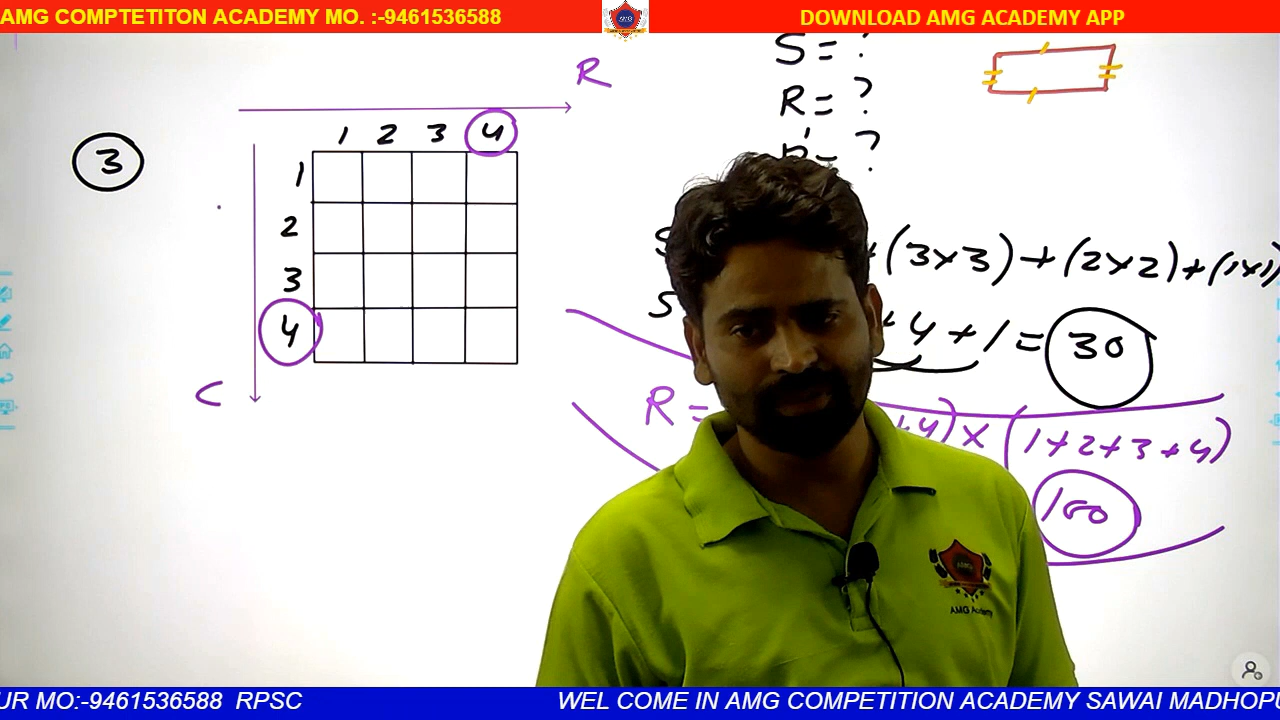 AMG COMPTETITON ACADEMY MO. :-9461536588
DOWNLOAD AMG ACADEMY APP
R
S = ?
R = ?
= ?
3
1 2 3 4
1
2
3
4
C
S (3×3) + (2×2) + (1×1)
S + 4 + 1 = 30
R = +4) × (1+2+3+4)
100
AMG Academy
UR MO:-9461536588 RPSC
WEL COME IN AMG COMPETITION ACADEMY SAWAI MADHOPU